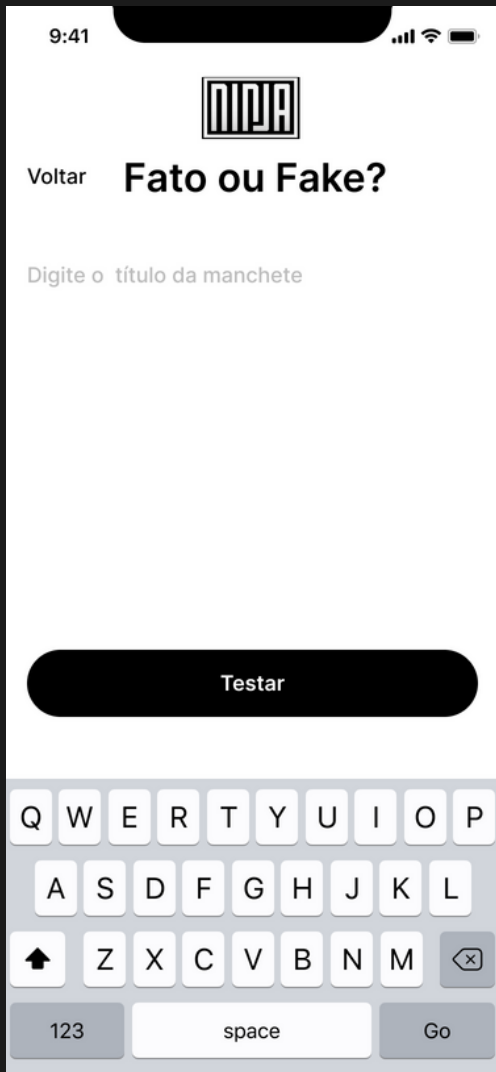 9:41
NINJA
Voltar Fato ou Fake?
Digite o  título da manchete
Testar
Q W E R T Y U I O P
A S D F G H J K L
Z X C V B N M
123 space Go